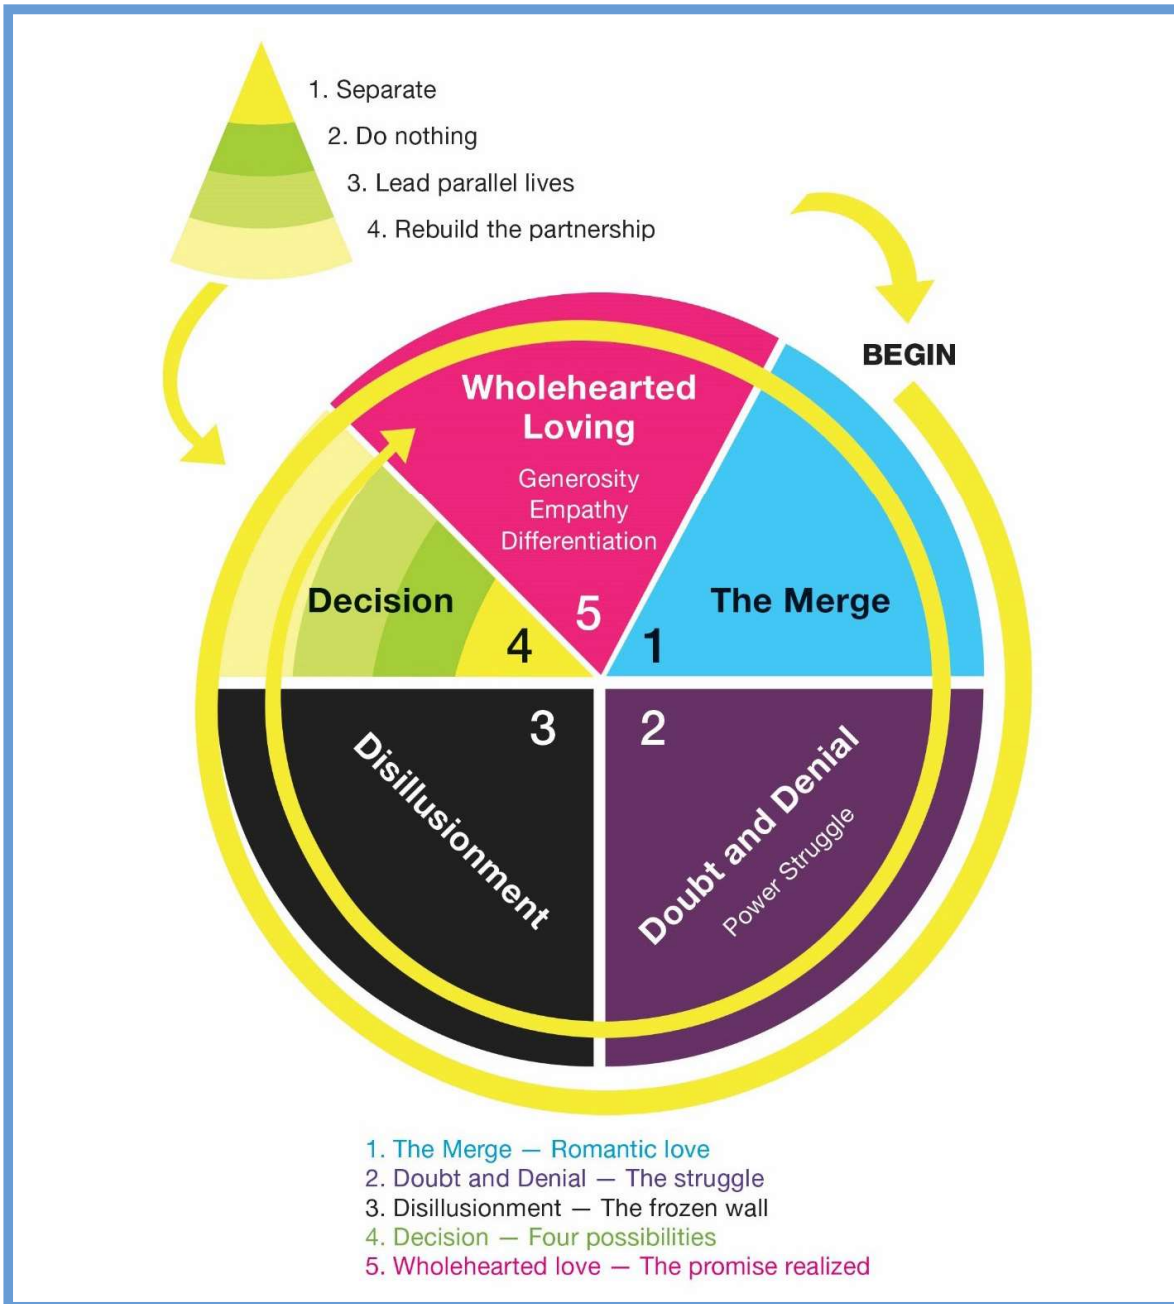 1. Separate
2. Do nothing
3. Lead parallel lives
4. Rebuild the partnership
BEGIN
Wholehearted
Loving
Generosity
Empathy
Differentiation
5
Decision
4
The Merge
1
3
Disillusionment
2
Doubt and Denial
Power Struggle
1. The Merge — Romantic love
2. Doubt and Denial — The struggle
3. Disillusionment — The frozen wall
4. Decision — Four possibilities
5. Wholehearted love — The promise realized